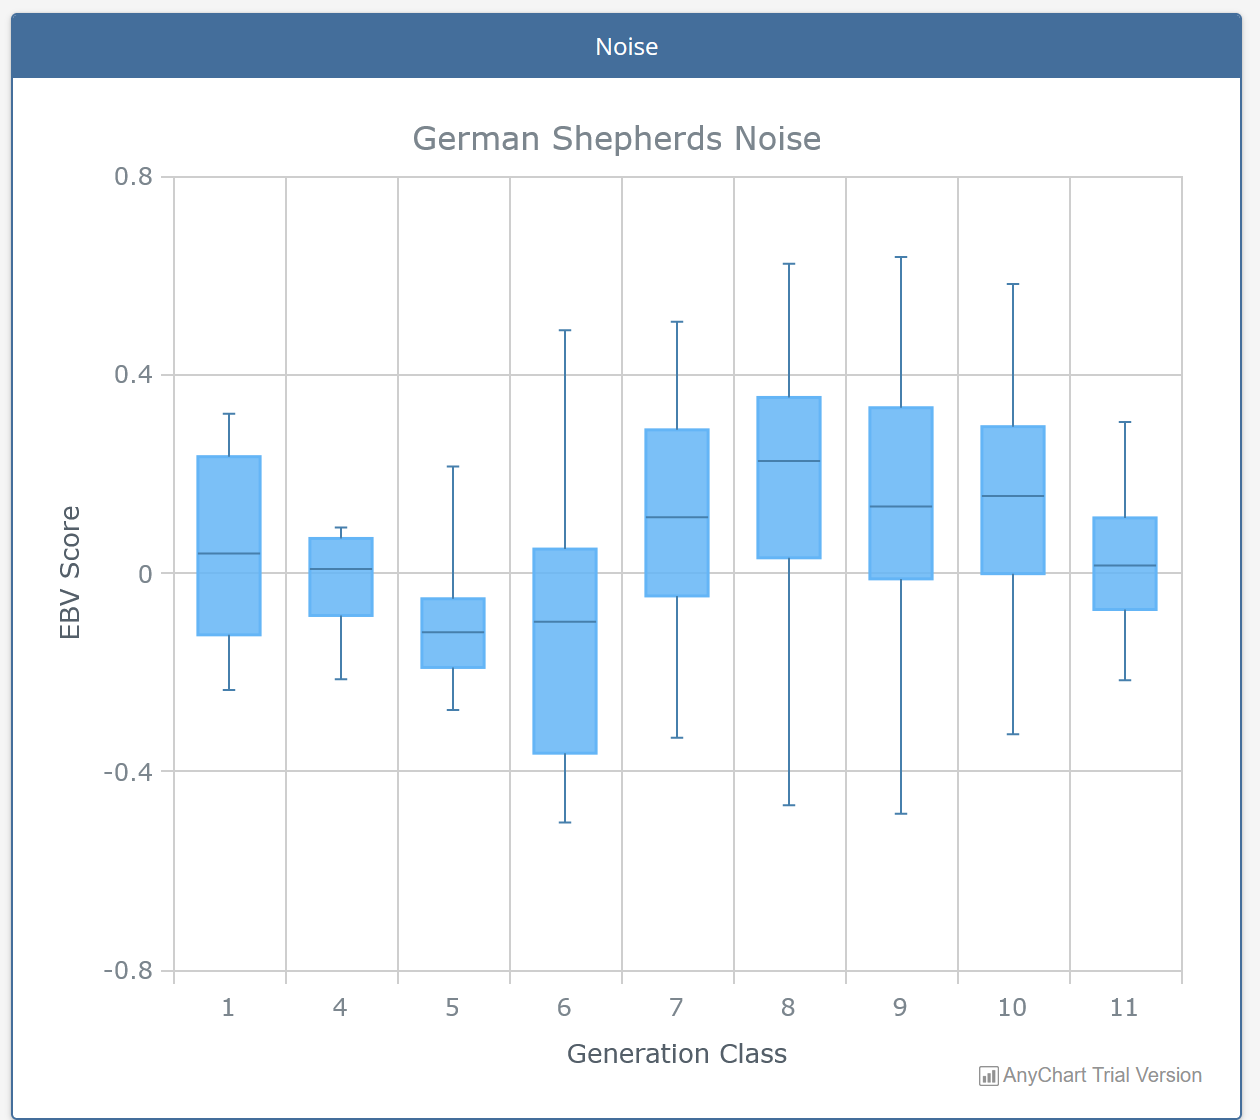 Noise
German Shepherds Noise
0.8
0.4
0
-0.4
-0.8
EBV Score
1 4 5 6 7 8 9 10 11
Generation Class
AnyChart Trial Version